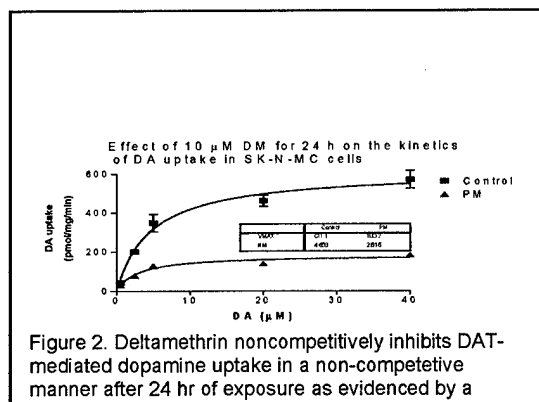 Effect of 10 µM DM for 24 h on the kinetics
of DA uptake in SK-N-MC cells
600
400
200
0
DA uptake
(pmol/mg/min)
Control
PM
Control PM
VMAX
KM
0 10 20 30 40
DA (µM)
Figure 2. Deltamethrin noncompetitively inhibits DAT-
mediated dopamine uptake in a non-competetive
manner after 24 hr of exposure as evidenced by a